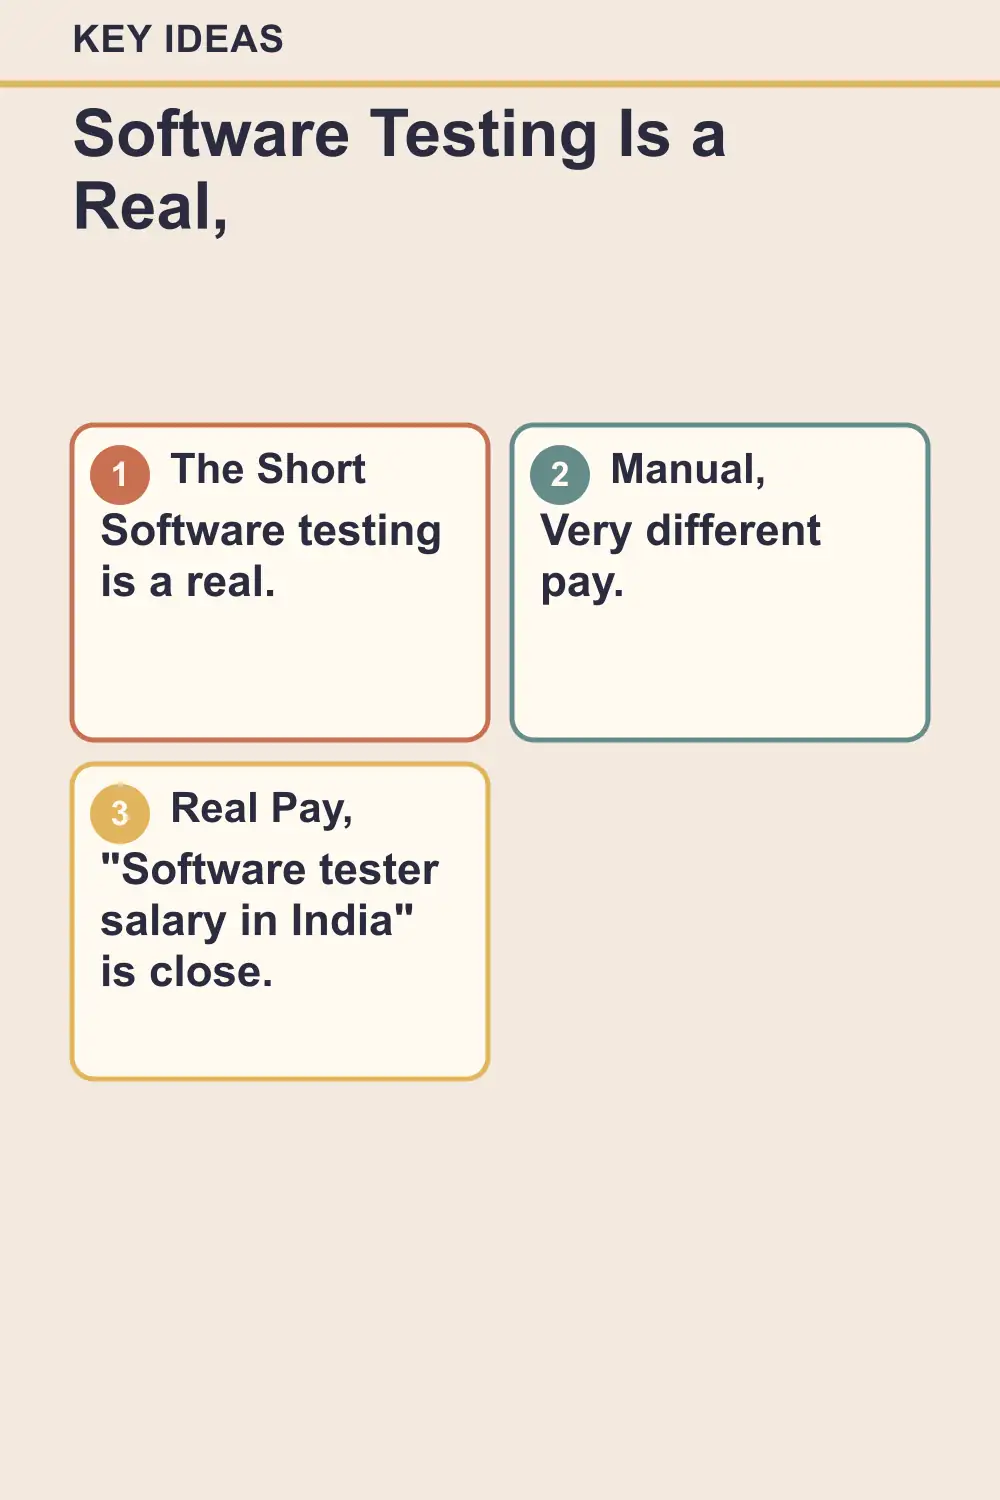 KEY IDEAS
Software Testing Is a
Real,
1 The Short
Software testing
is a real.
2 Manual,
Very different
pay.
3 Real Pay,
"Software tester
salary in India"
is close.